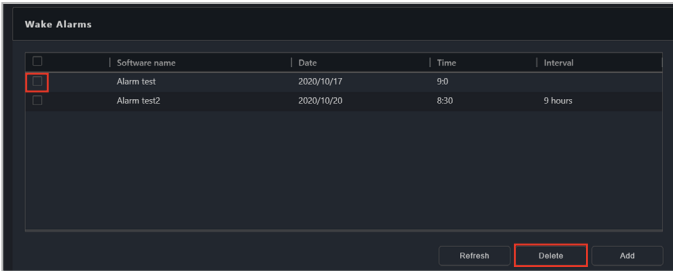 Wake Alarms
Software name Date Time Interval
Alarm test 2020/10/17 9:0
Alarm test2 2020/10/20 8:30 9 hours
Refresh Delete Add